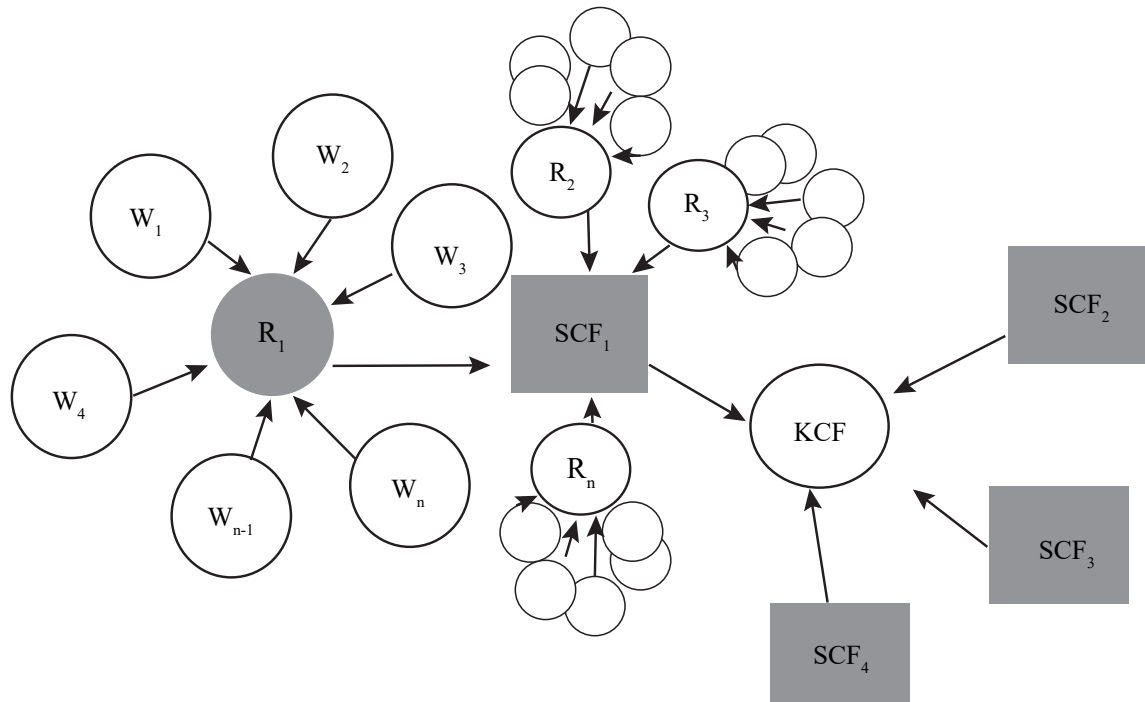 W₂
R₂
R₃
W₁
W₃
R₁
SCF₁
SCF₂
W₄
KCF
Rₙ
Wₙ
Wₙ₋₁
SCF₃
SCF₄